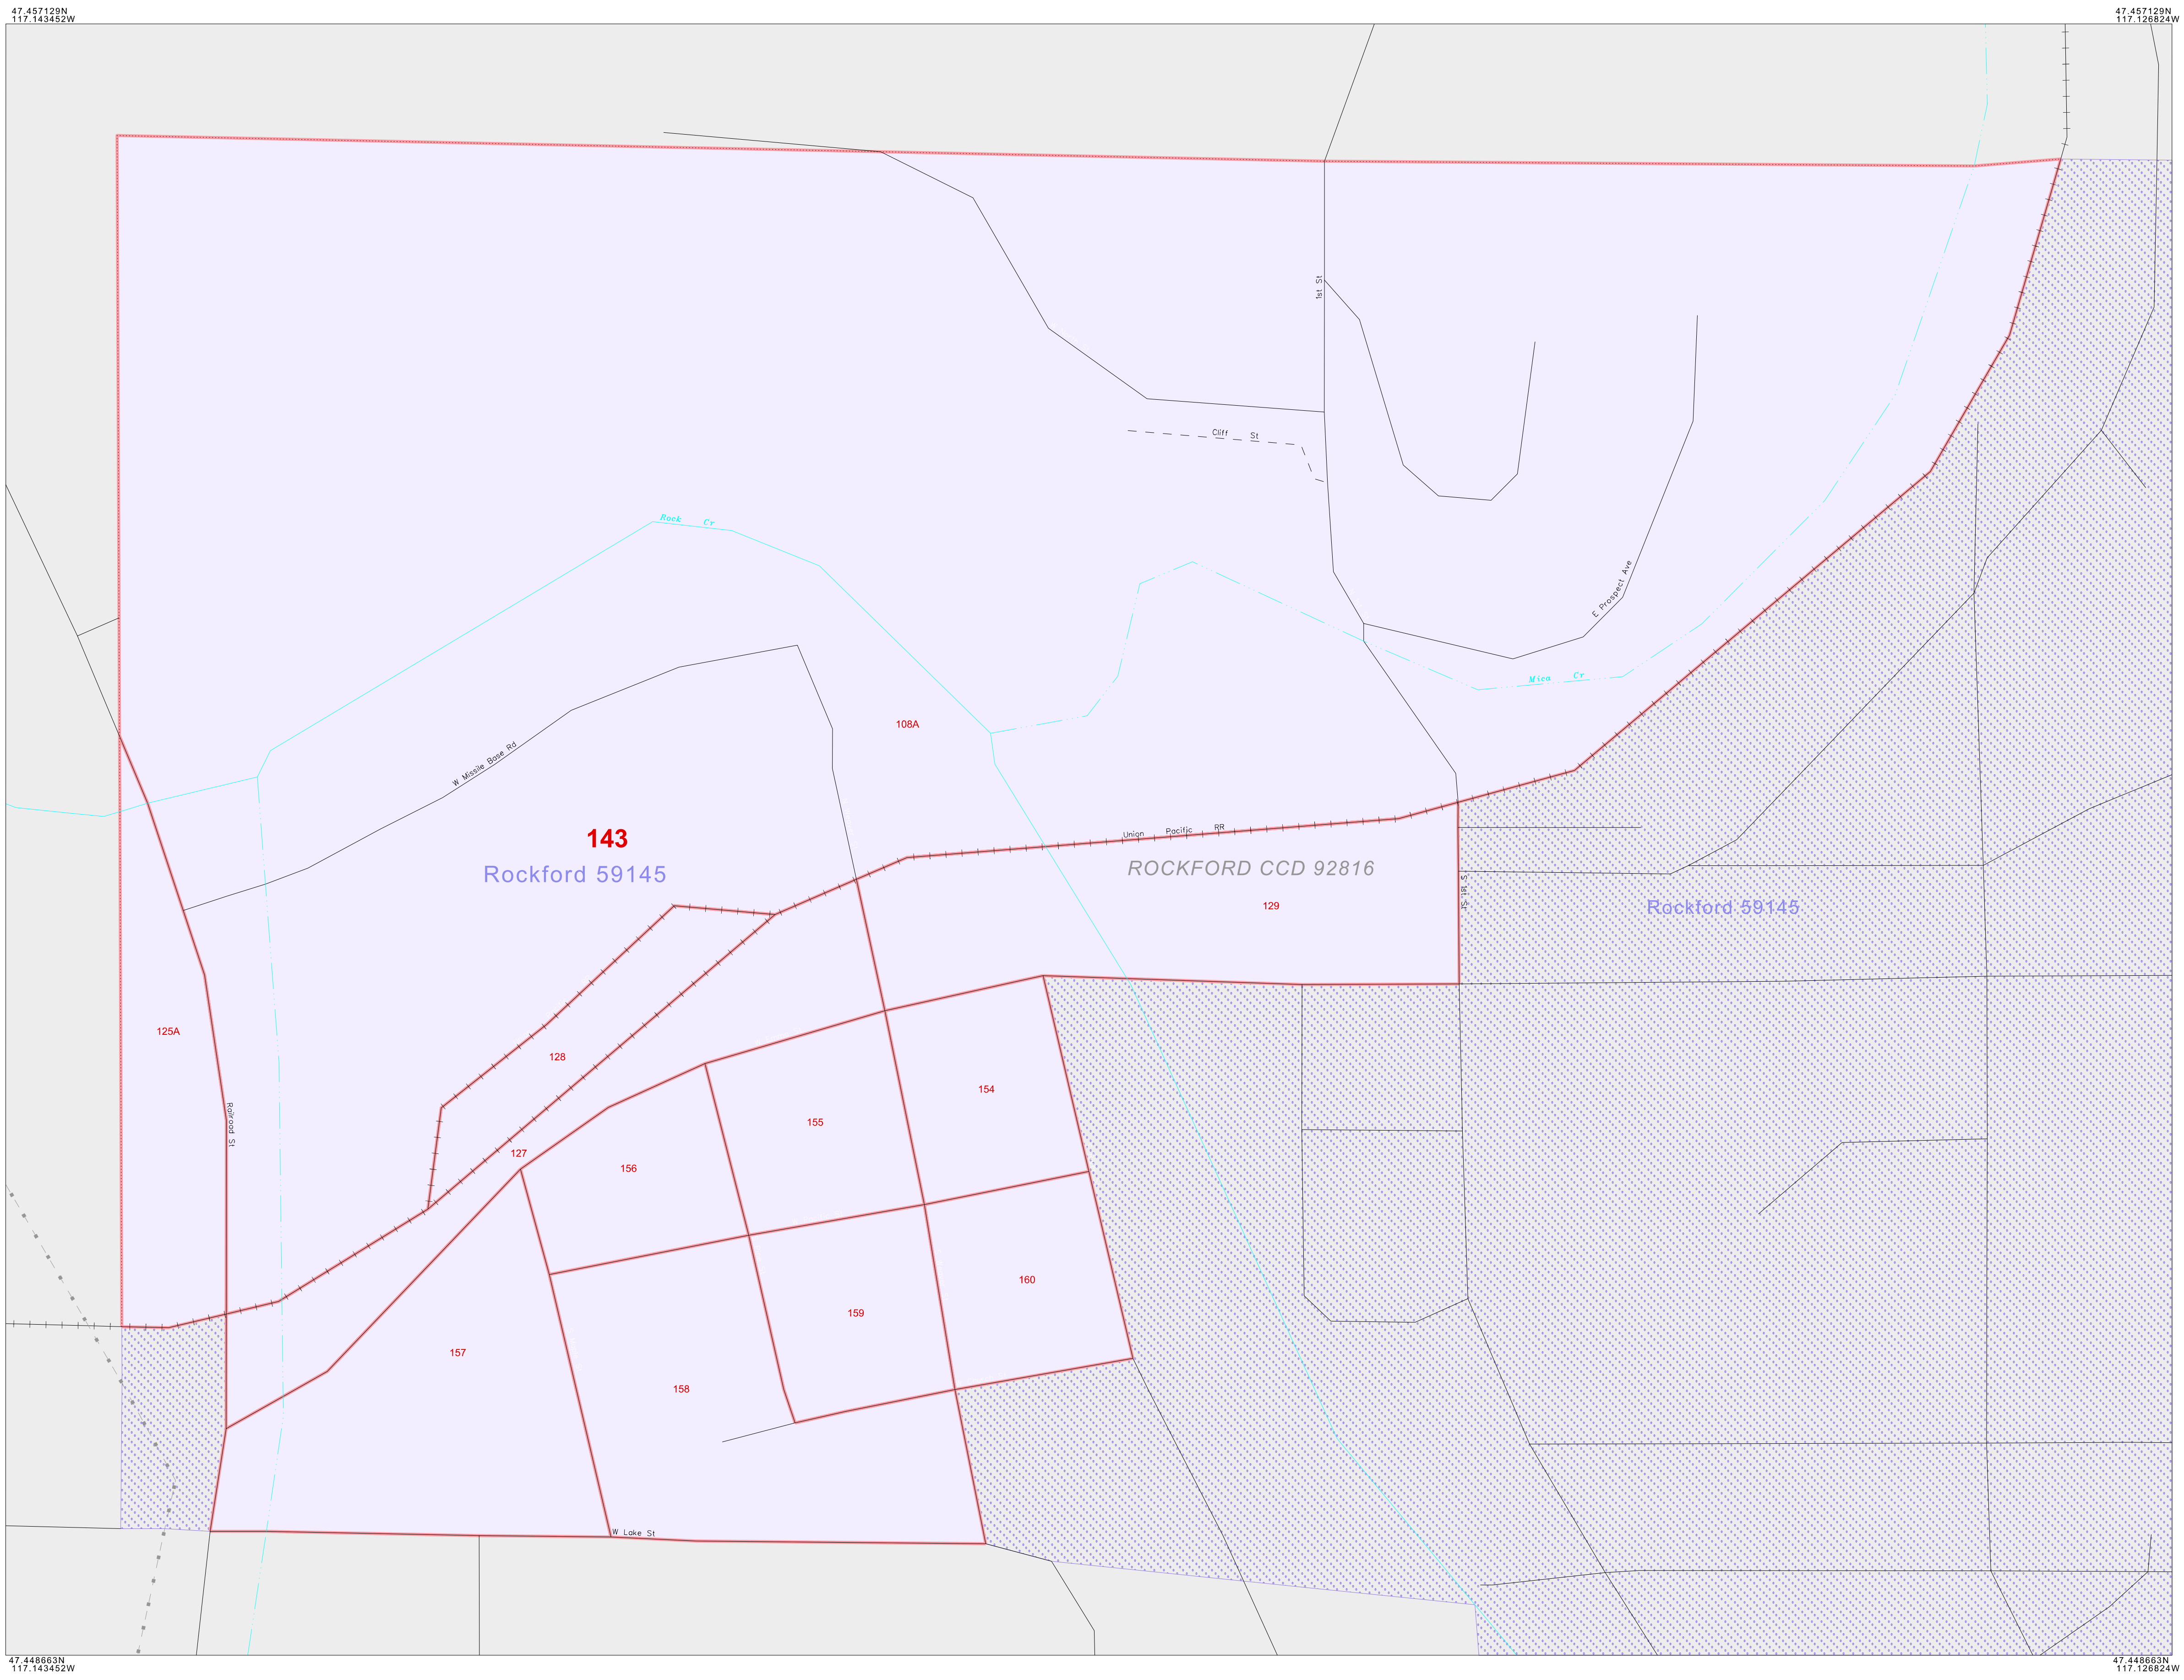 47.457129N
117.143452W
47.457129N
117.126824W
1st St
Cliff St
Rock Cr
E Prospect Ave
Mica Cr
108A
W Missile Base Rd
Union Pacific RR
143
Rockford 59145
ROCKFORD CCD 92816
S 1st St
129
Rockford 59145
125A
128
154
Railroad St
155
127
156
160
159
157
158
W Lake St
47.448663N
117.143452W
47.448663N
117.126824W